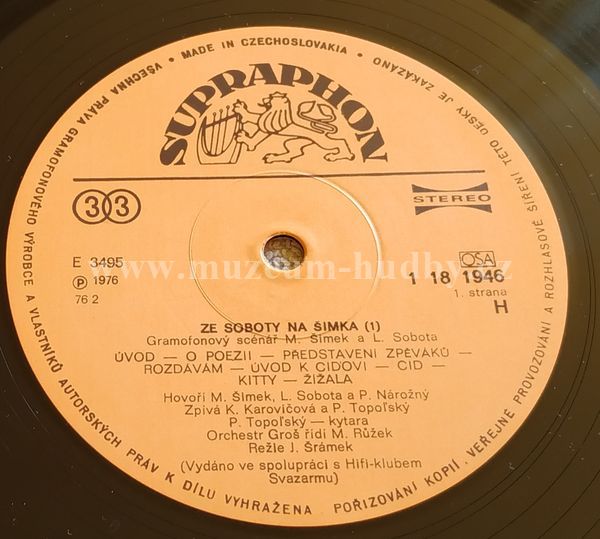 VŠECHNA PRÁVA GRAMOFONOVÉHO VÝROBCE A VLASTNÍKŮ AUTORSKÝCH PRÁV K DÍLU VYHRAŽENA • POŘIZOVÁNÍ KOPIÍ, VEŘEJNÉ PROVOZOVÁNÍ A ROZHLASOVÉ ŠÍŘENÍ TÉTO DESKY JE ZAKÁZÁNO • MADE IN CZECHOSLOVAKIA •
SUPRAPHON
33
STEREO
E 3495
Ⓟ 1976
76 2
OSA
1 18 1946
1. strana
H
www.muzeum-hudby.cz
ZE SOBOTY NA ŠIMKA (1)
Gramofonový scénář M. Šimek a L. Sobota
ÚVOD — O POEZII — PŘEDSTAVENÍ ZPĚVÁKŮ —
ROZDÁVÁM — ÚVOD K CIDOVI — CID —
KITTY — ŽÍŽALA
Hovoří M. Šimek, L. Sobota a P. Nárožný
Zpívá K. Karovičová a P. Topoľský
P. Topoľský — kytara
Orchestr Groš řídí M. Růžek
Režie J. Šrámek
(Vydáno ve spolupráci s Hifi-klubem
Svazarmu)